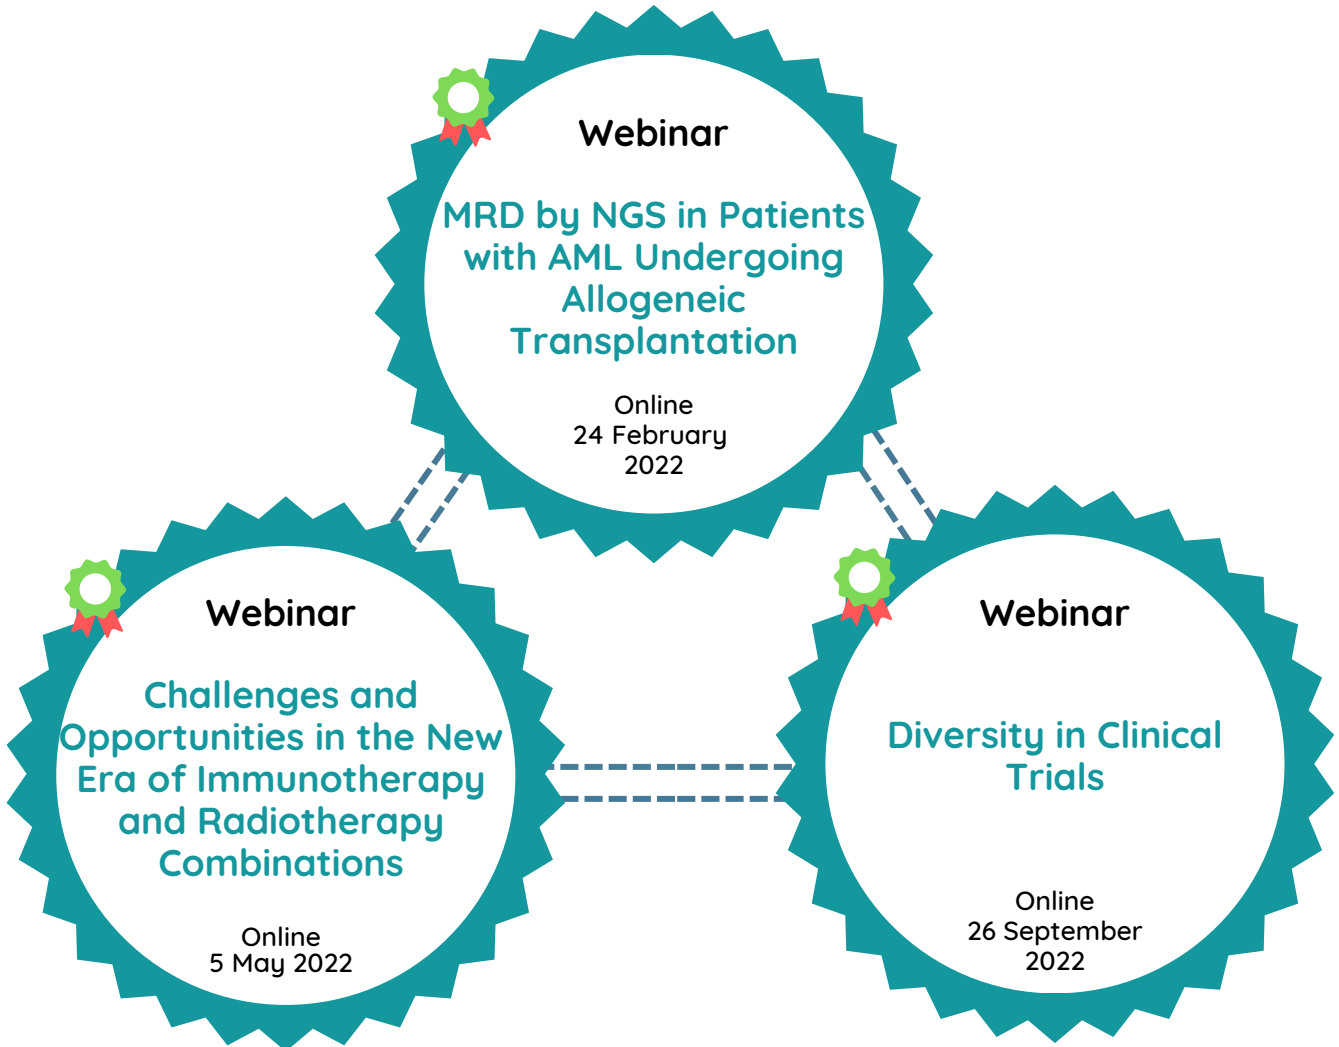 Webinar
MRD by NGS in Patients
with AML Undergoing
Allogeneic
Transplantation
Online
24 February
2022
Webinar
Challenges and
Opportunities in the New
Era of Immunotherapy
and Radiotherapy
Combinations
Online
5 May 2022
Webinar
Diversity in Clinical
Trials
Online
26 September
2022